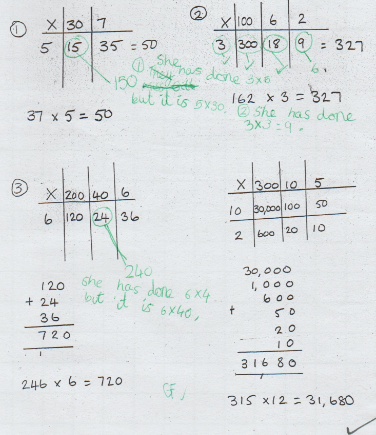 ① X 30 7
5 15 35 = 50
150
① She has done 3x5
but it is 5x30.
37 x 5 = 50
② X 100 6 2
3 300 18 9 = 327
6.
162 x 3 = 327
② She has done
3x3=9.
③ X 200 40 6
6 120 24 36
240
she has done 6x4
but it is 6x40.
120
+ 24
36
720
1
246 x 6 = 720
X 300 10 5
10 30,000 100 50
2 600 20 10
30,000
1,000
600
+ 50
20
10
31680
1
315 x12 = 31,680